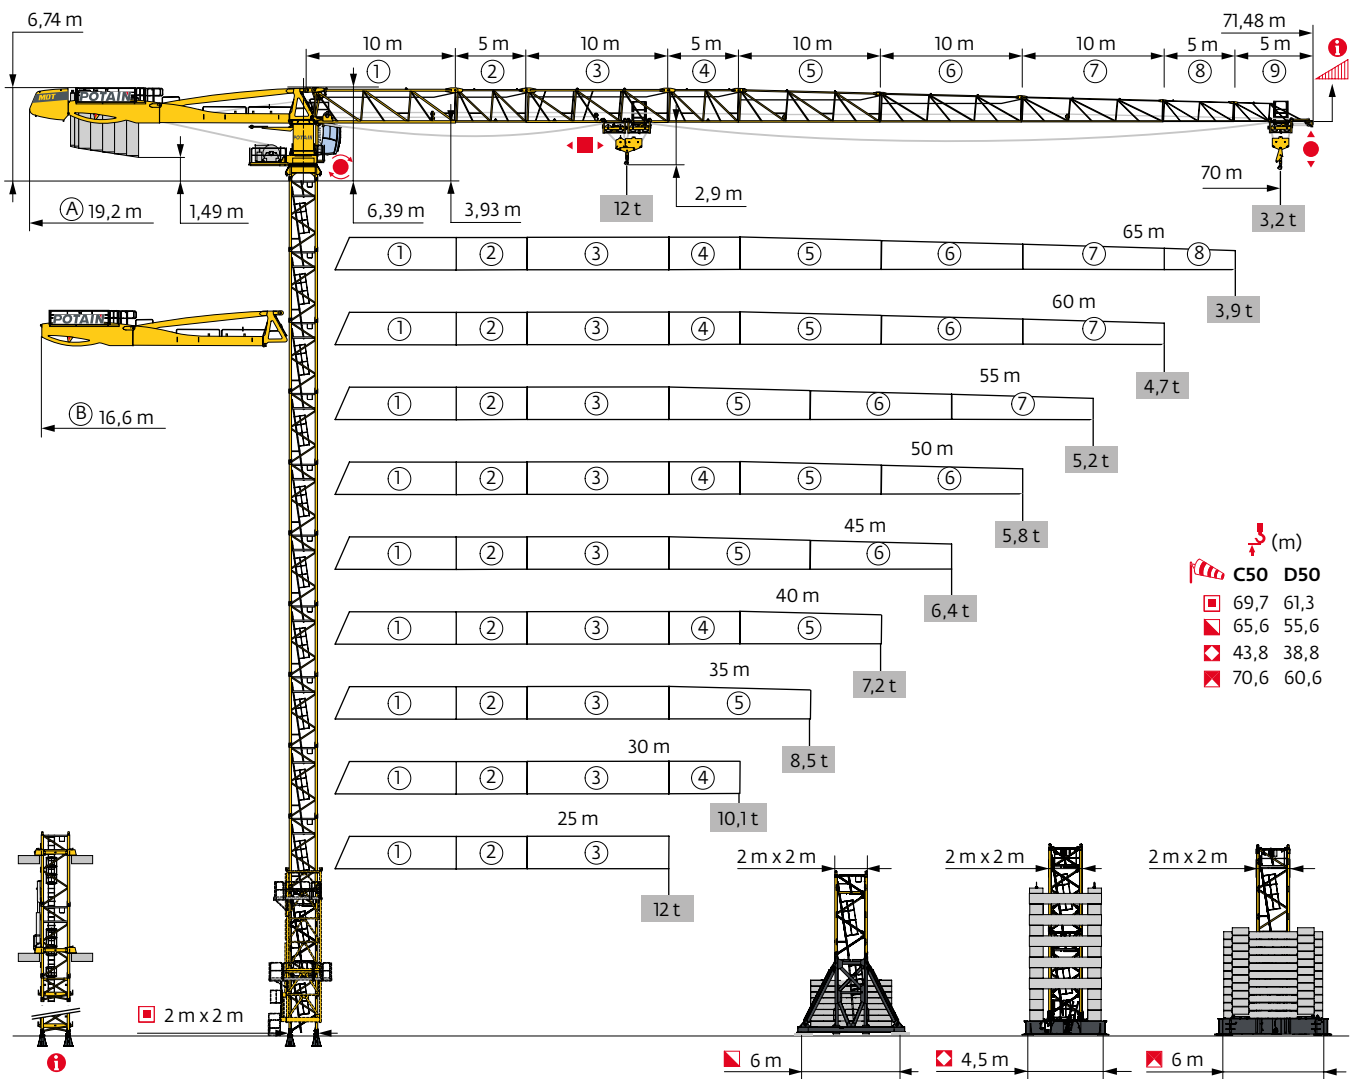 6,74 m
71,48 m
10 m 5 m 10 m 5 m 10 m 10 m 10 m 5 m 5 m
① ② ③ ④ ⑤ ⑥ ⑦ ⑧ ⑨
i
MDT POTAIN
POTAIN
Ⓐ 19,2 m
1,49 m
6,39 m
3,93 m
12 t
2,9 m
70 m
3,2 t
65 m
① ② ③ ④ ⑤ ⑥ ⑦ ⑧
3,9 t
POTAIN
Ⓑ 16,6 m
60 m
① ② ③ ④ ⑤ ⑥ ⑦
4,7 t
55 m
① ② ③ ⑤ ⑥ ⑦
5,2 t
50 m
① ② ③ ④ ⑤ ⑥
5,8 t
45 m
① ② ③ ⑤ ⑥
6,4 t
40 m
① ② ③ ④ ⑤
7,2 t
35 m
① ② ③ ⑤
8,5 t
30 m
① ② ③ ④
10,1 t
25 m
① ② ③
12 t
(m)
C50 D50
69,7 61,3
65,6 55,6
43,8 38,8
70,6 60,6
2 m x 2 m
2 m x 2 m
2 m x 2 m
2 m x 2 m
i
6 m
4,5 m
6 m